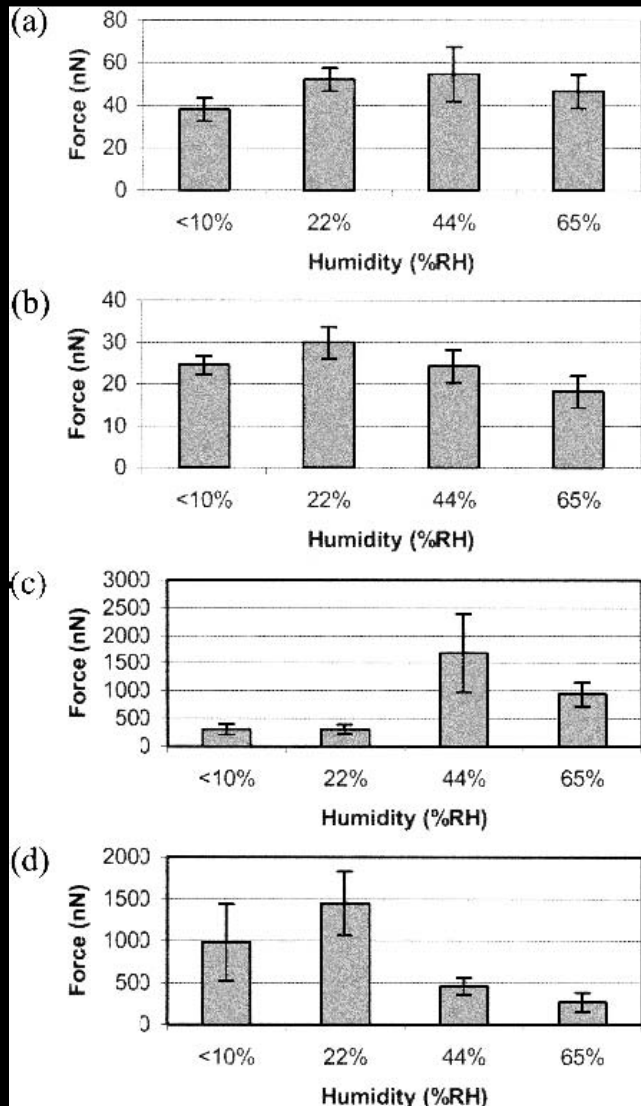 (a)
Force (nN)
80
60
40
20
0
<10% 22% 44% 65%
Humidity (%RH)
(b)
Force (nN)
40
30
20
10
0
<10% 22% 44% 65%
Humidity (%RH)
(c)
Force (nN)
3000
2500
2000
1500
1000
500
0
<10% 22% 44% 65%
Humidity (%RH)
(d)
Force (nN)
2000
1500
1000
500
0
<10% 22% 44% 65%
Humidity (%RH)